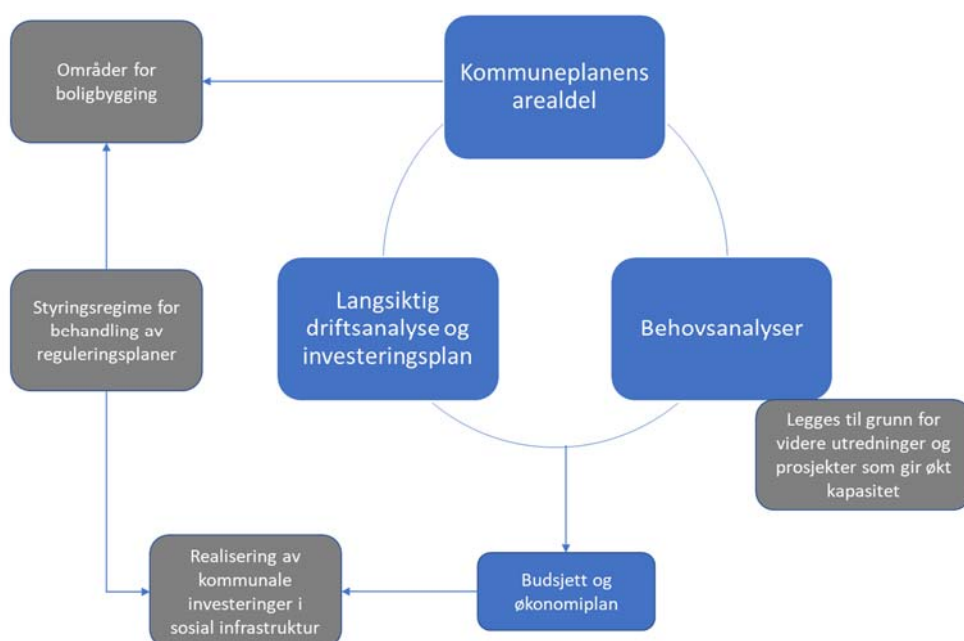 Områder for
boligbygging
Kommuneplanens
arealdel
Styringsregime for
behandling av
reguleringsplaner
Langsiktig
driftsanalyse og
investeringsplan
Behovsanalyser
Legges til grunn for
videre utredninger og
prosjekter som gir økt
kapasitet
Realisering av
kommunale
investeringer i
sosial infrastruktur
Budsjett og
økonomiplan